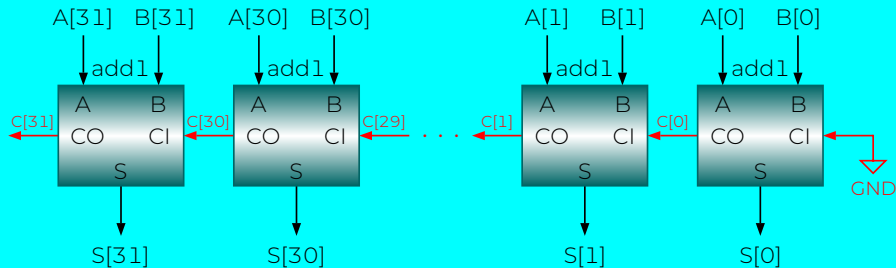 A[31] B[31] A[30] B[30] A[1] B[1] A[0] B[0]
add1 add1 add1 add1
A B A B A B A B
C[31] CO CI C[30] CO CI C[29] . . . C[1] CO CI C[0] CO CI
S S S S
GND
S[31] S[30] S[1] S[0]